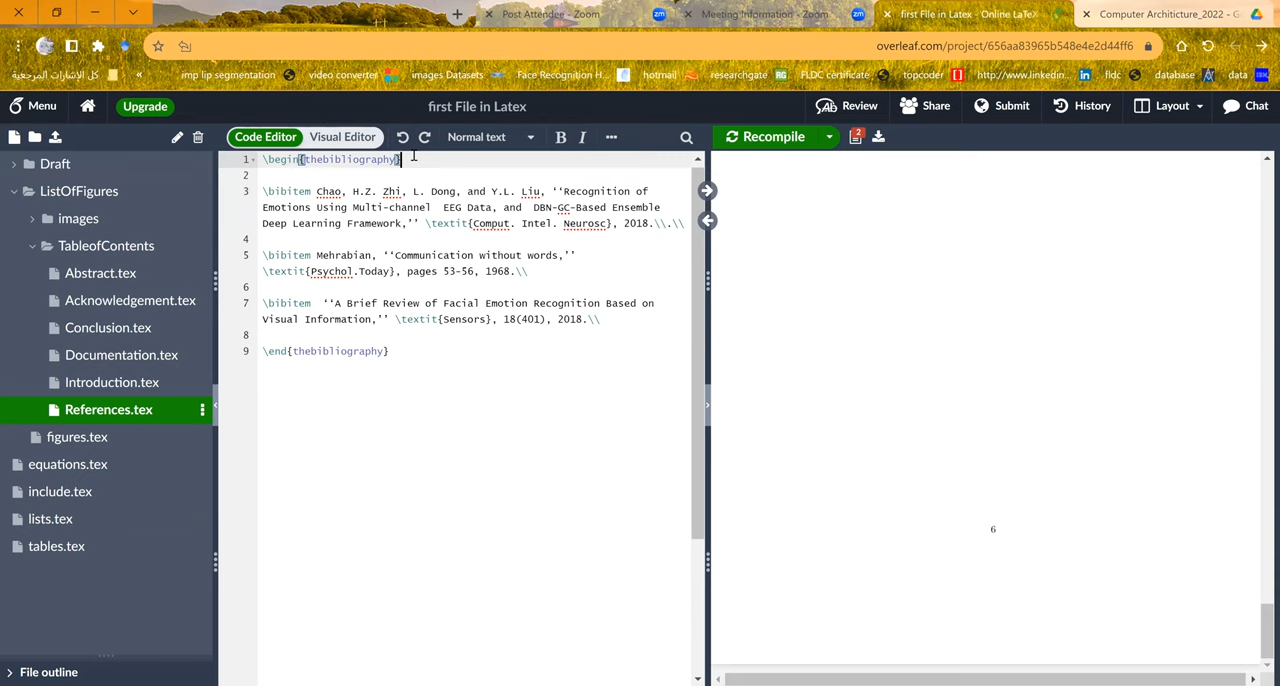 Post Attendee - Zoom
Meeting Information - Zoom
first File in Latex - Online LaTeX
Computer Architicture_2022 - G
overleaf.com/project/656aa83965b548e4e2d44ff6
كل الإشارات المرجعية
»
imp lip segmentation
video converter
images Datasets
Face Recognition H...
hotmail
researchgate
FLDC certificate
topcoder
http://www.linkedin...
fldc
database
data
Menu
Upgrade
first File in Latex
Review
Share
Submit
History
Layout
Chat
Code Editor
Visual Editor
Normal text
B
I
Recompile
2
Draft
ListOfFigures
images
TableofContents
Abstract.tex
Acknowledgement.tex
Conclusion.tex
Documentation.tex
Introduction.tex
References.tex
figures.tex
equations.tex
include.tex
lists.tex
tables.tex
File outline
1 \begin{thebibliography}
2
3 \bibitem Chao, H.Z. Zhi, L. Dong, and Y.L. Liu, ‘‘Recognition of
Emotions Using Multi-channel  EEG Data, and  DBN-GC-Based Ensemble
Deep Learning Framework,’’ \textit{Comput. Intel. Neurosc}, 2018.\\.\\
4
5 \bibitem Mehrabian, ‘‘Communication without words,’’
\textit{Psychol.Today}, pages 53-56, 1968.\\
6
7 \bibitem  ‘‘A Brief Review of Facial Emotion Recognition Based on
Visual Information,’’ \textit{Sensors}, 18(401), 2018.\\
8
9 \end{thebibliography}
6